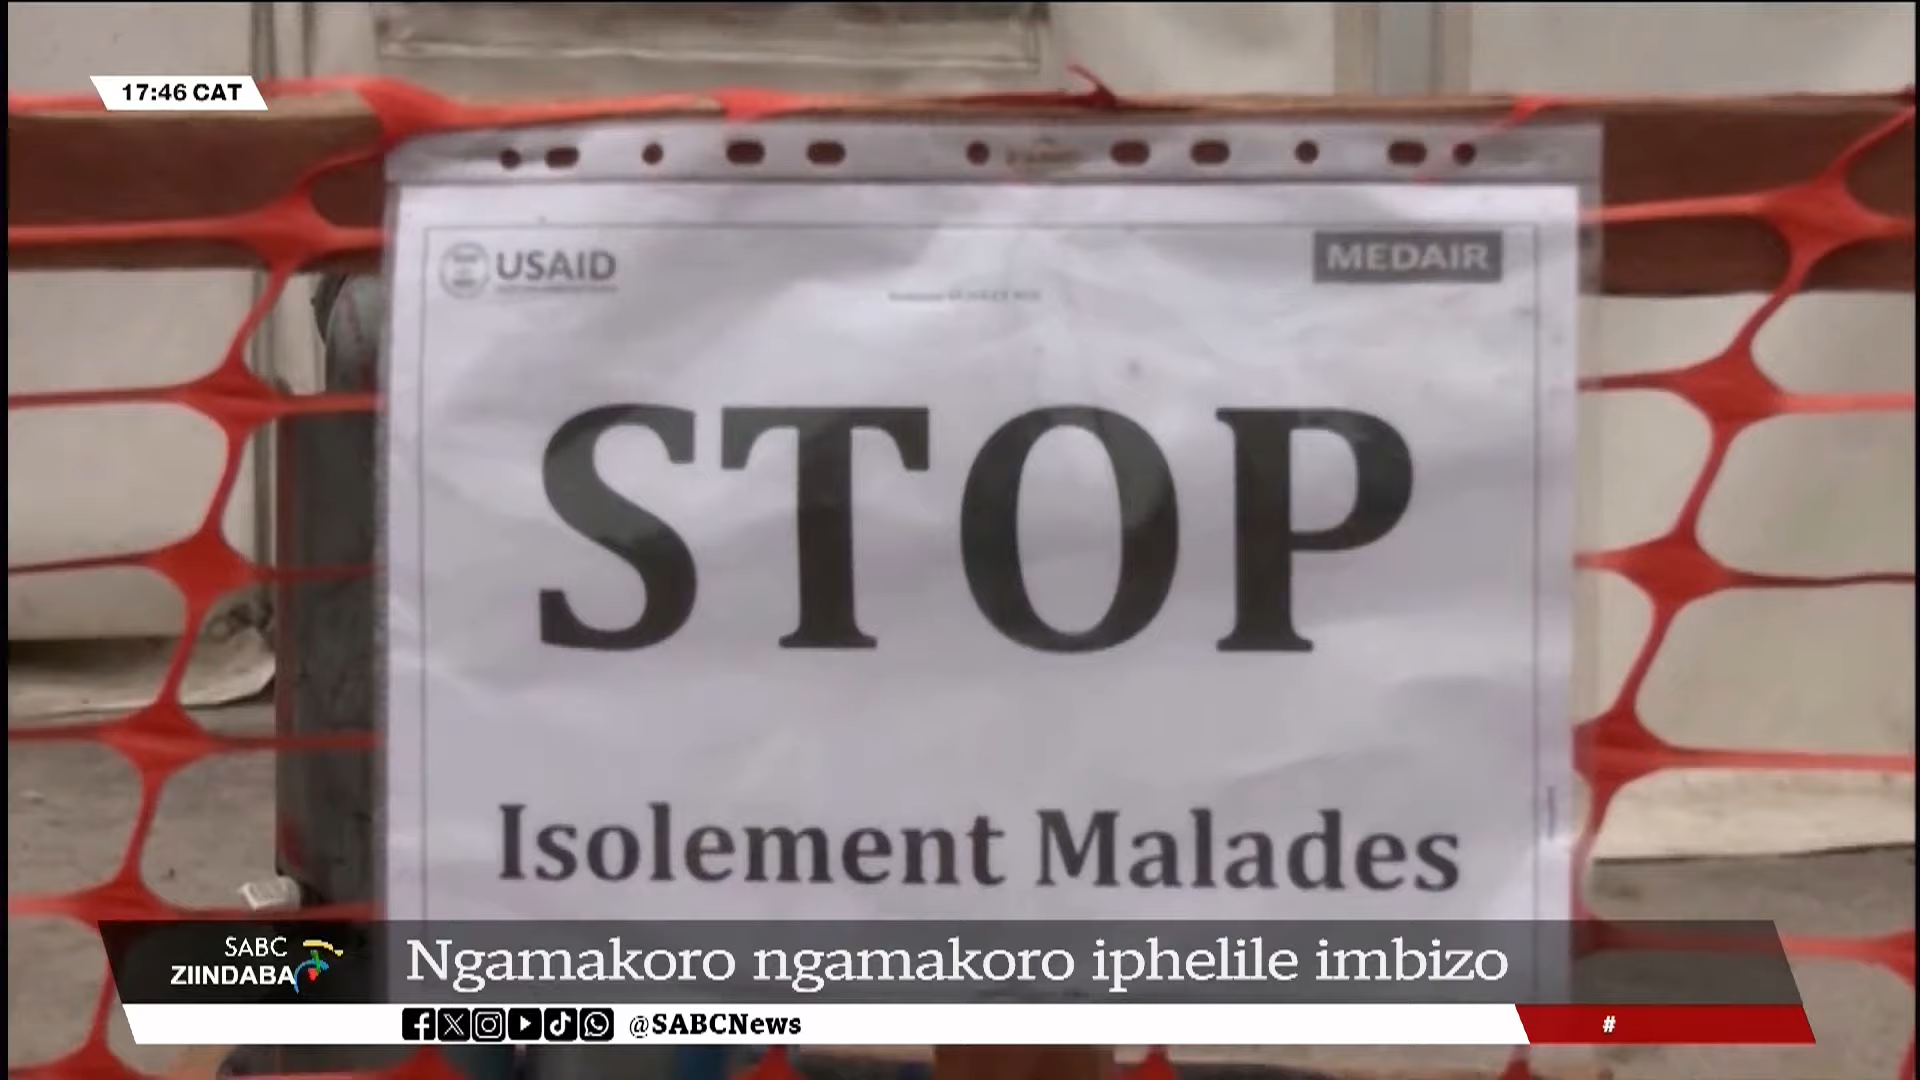 17:46 CAT
USAID
MEDAIR
STOP
Isolement Malades
SABC
ZIINDABA
Ngamakoro ngamakoro iphelile imbizo
@SABCNews
#